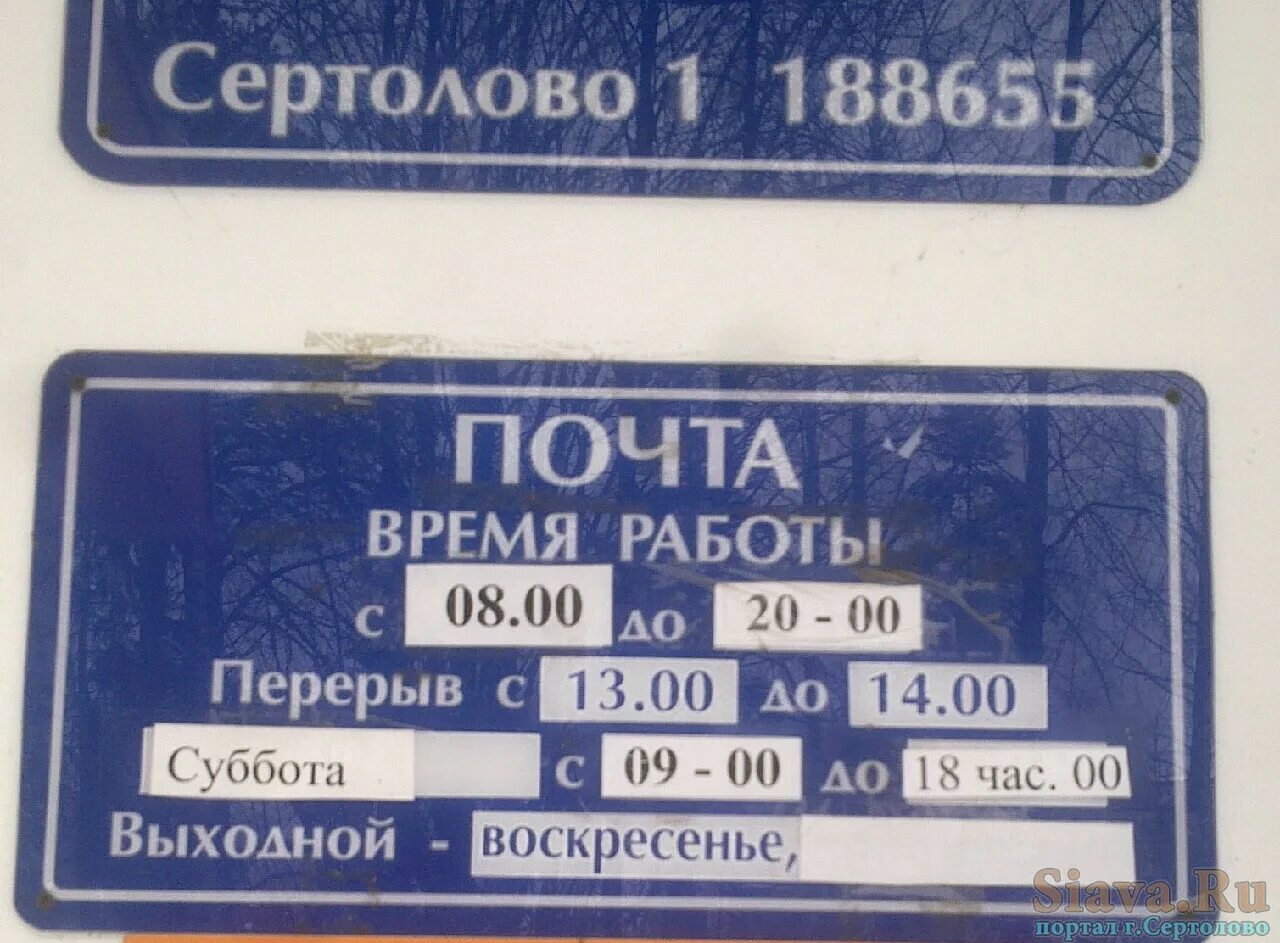 Сертолово 1 188655
ПОЧТА
ВРЕМЯ РАБОТЫ
с 08.00 до 20 - 00
Перерыв с 13.00 до 14.00
Суббота с 09 - 00 до 18 час. 00
Выходной - воскресенье,
Siava.Ru
портал г.Сертолово